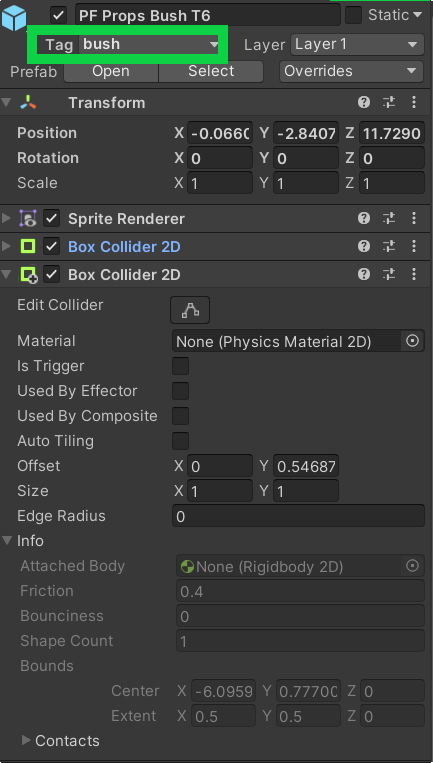 PF Props Bush T6 Static
Tag bush Layer Layer 1
Prefab Open Select Overrides
Transform
Position X -0.0660 Y -2.8407 Z 11.7290
Rotation X 0 Y 0 Z 0
Scale X 1 Y 1 Z 1
Sprite Renderer
Box Collider 2D
Box Collider 2D
Edit Collider
Material None (Physics Material 2D)
Is Trigger
Used By Effector
Used By Composite
Auto Tiling
Offset X 0 Y 0.54687
Size X 1 Y 1
Edge Radius 0
Info
Attached Body None (Rigidbody 2D)
Friction 0.4
Bounciness 0
Shape Count 1
Bounds
Center X -6.0959 Y 0.77700 Z 0
Extent X 0.5 Y 0.5 Z 0
Contacts